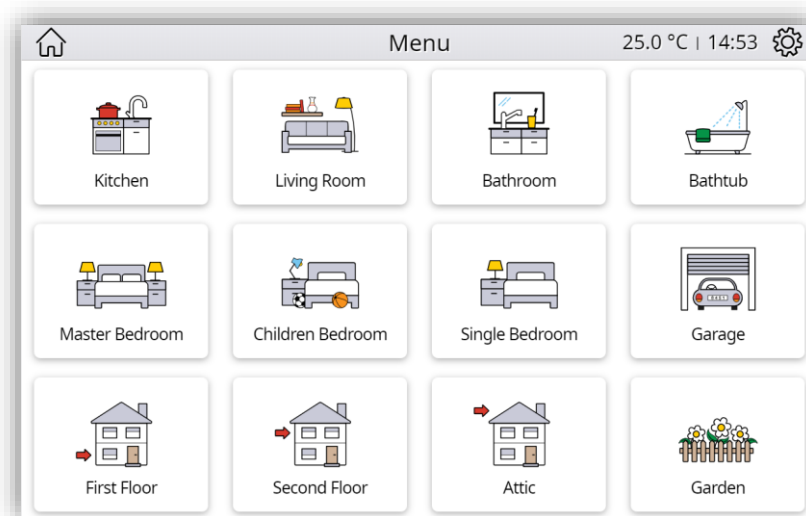 Menu
25.0 °C | 14:53
Kitchen
Living Room
Bathroom
Bathtub
Master Bedroom
Children Bedroom
Single Bedroom
Garage
First Floor
Second Floor
Attic
Garden